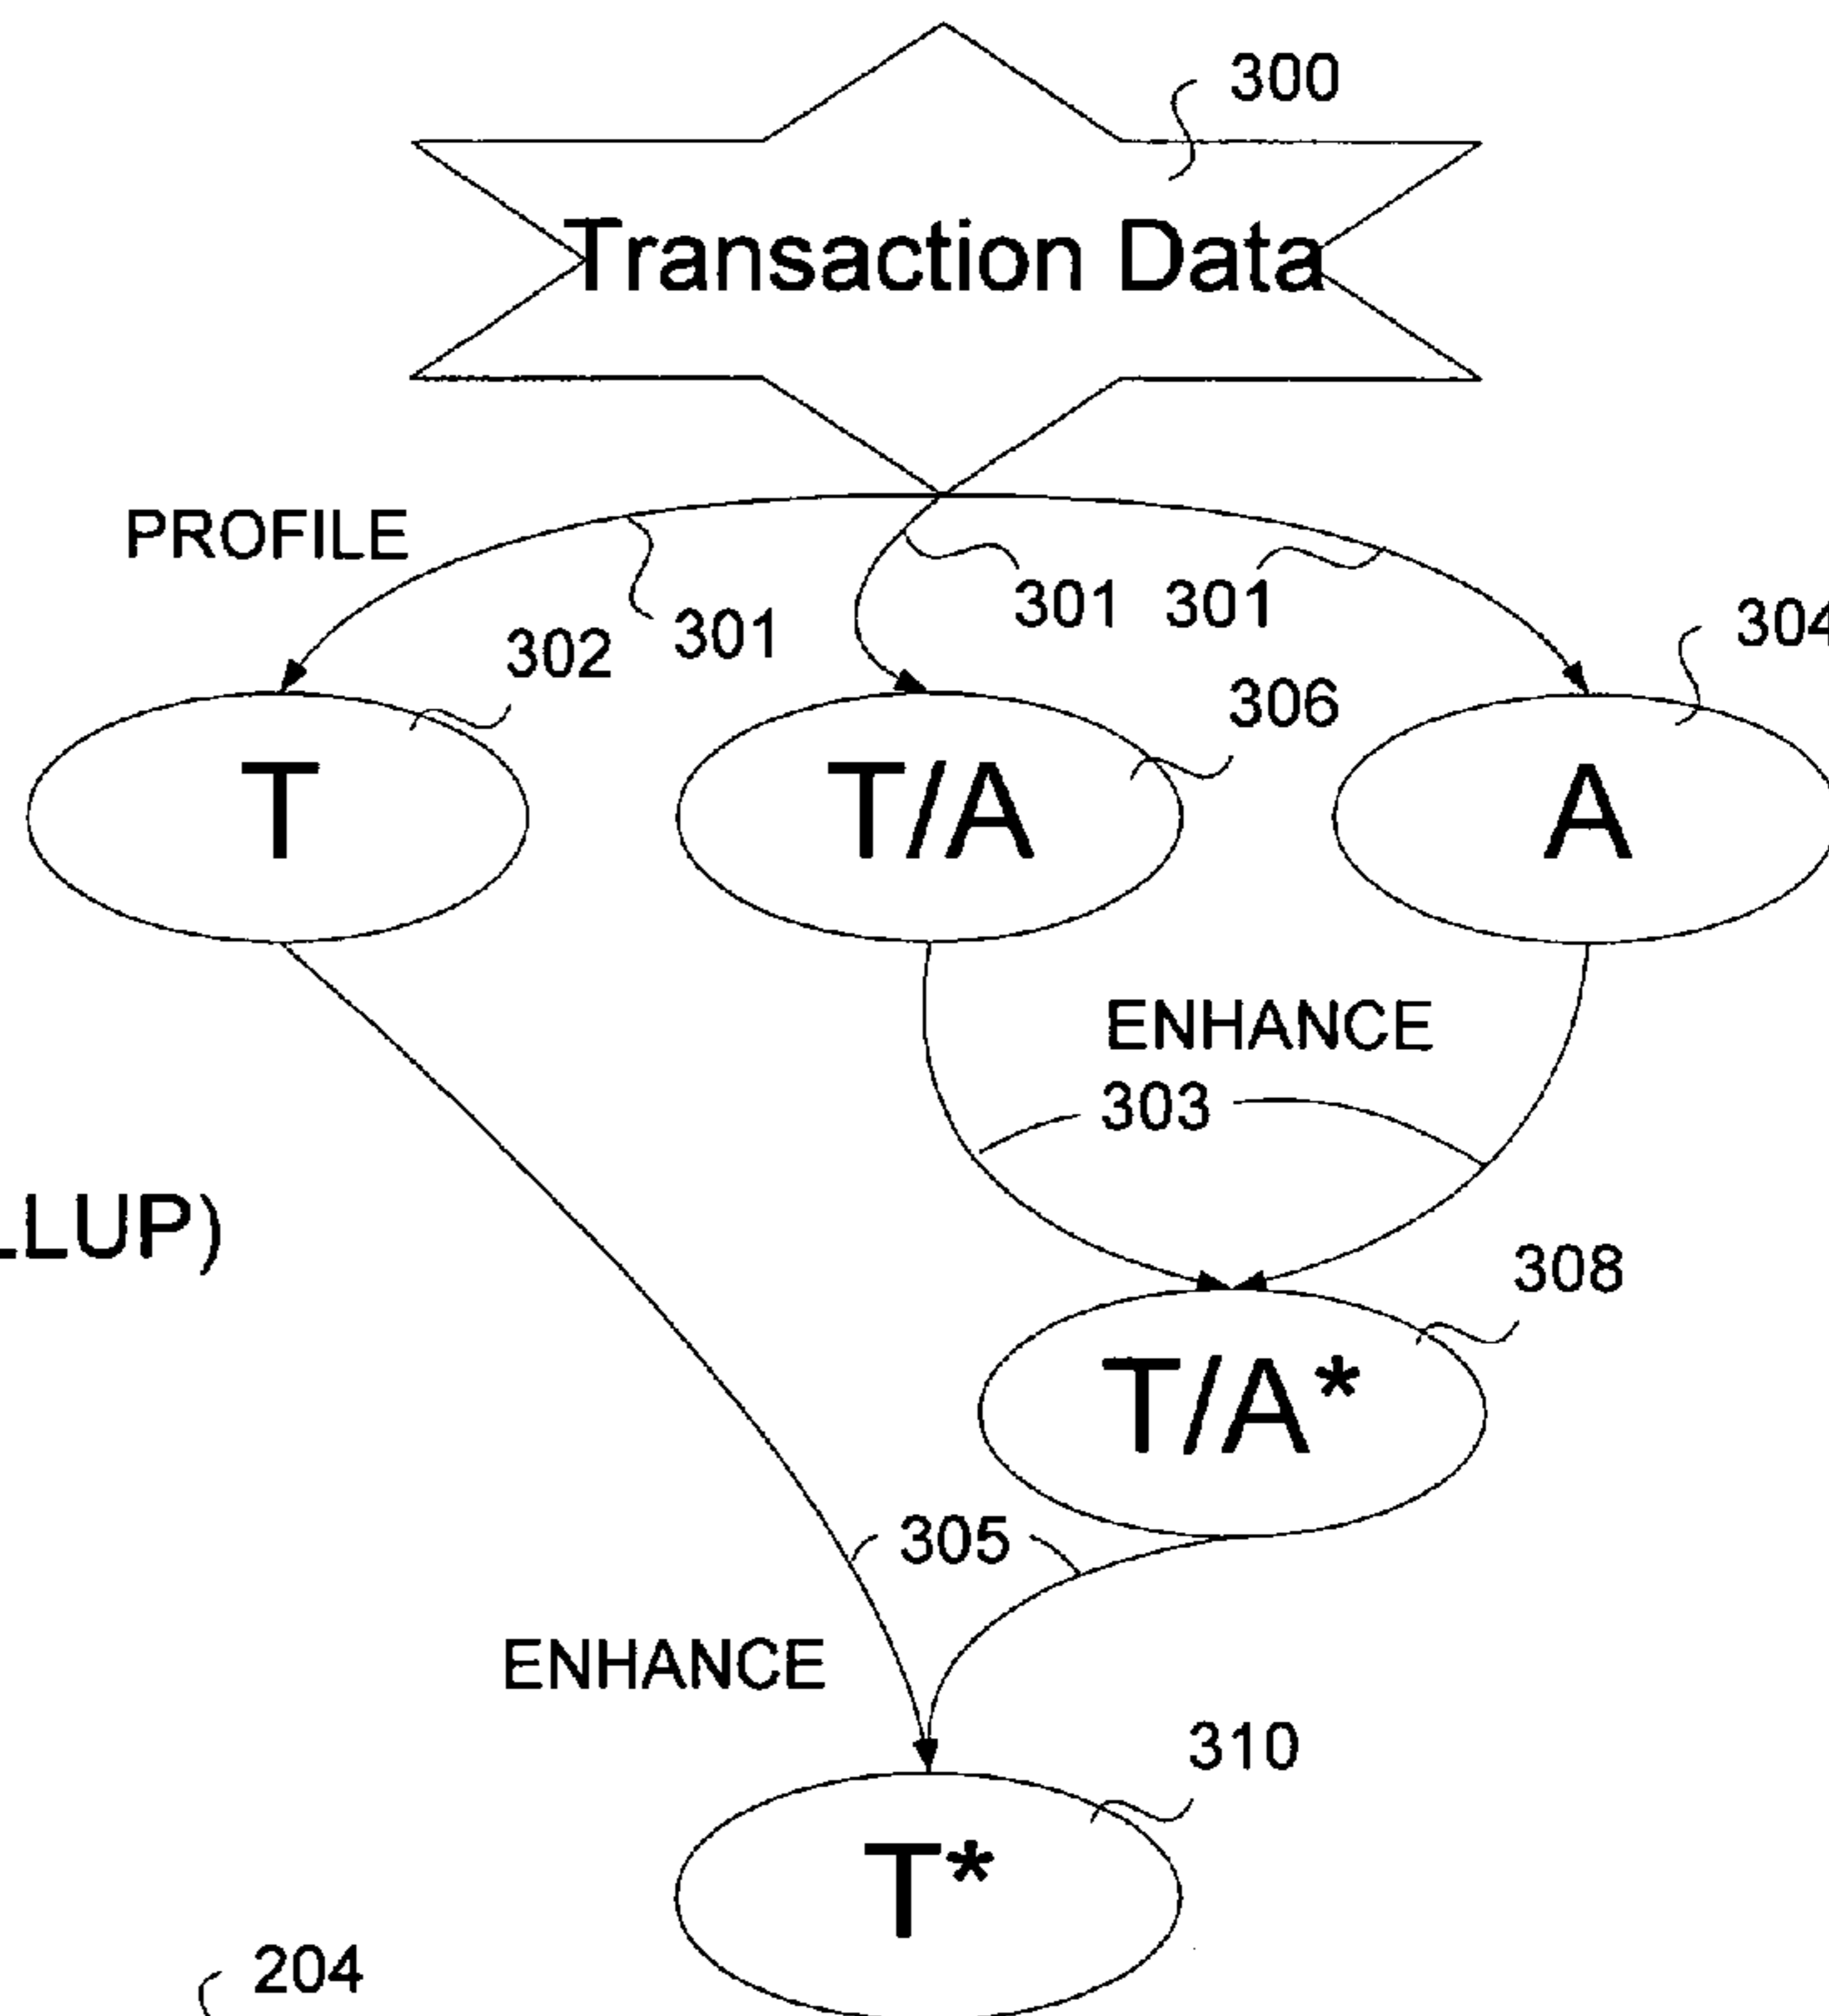 300
Transaction Data
PROFILE
301
301
301
302
304
306
T
T/A
A
ENHANCE
303
LLUP)
308
T/A*
305
ENHANCE
310
T*
204